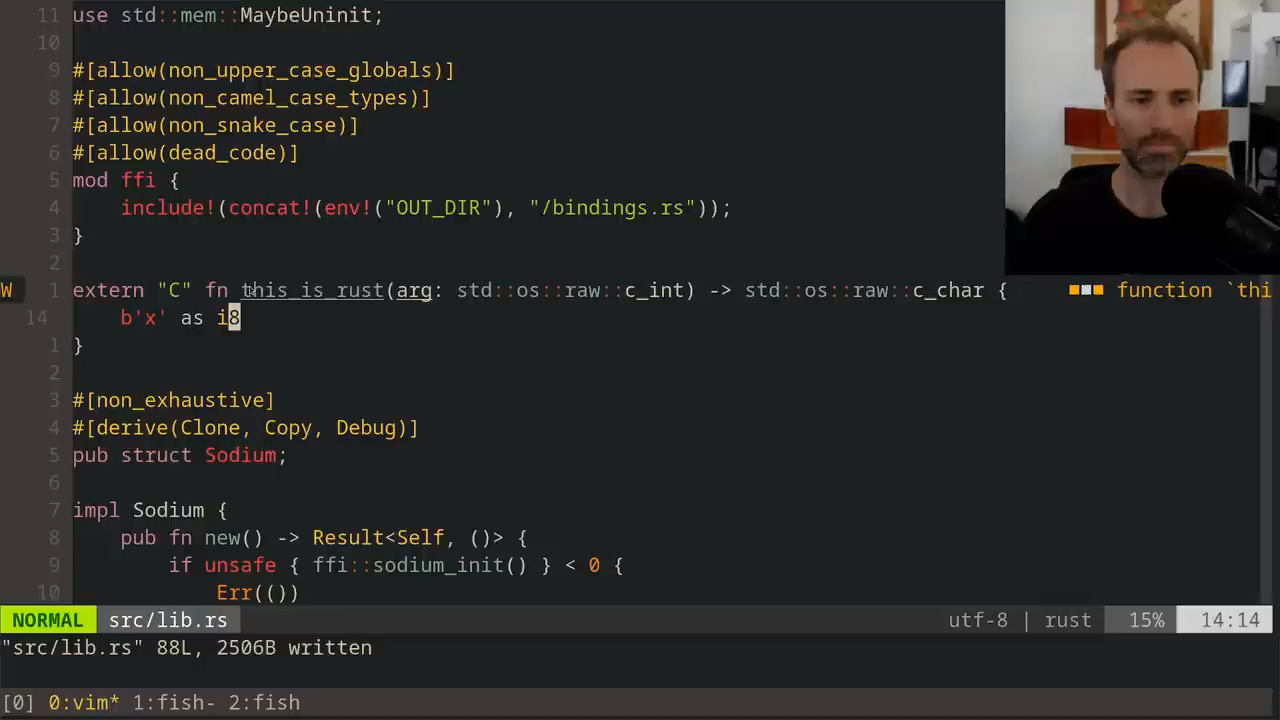 11 use std::mem::MaybeUninit;
10
9 #[allow(non_upper_case_globals)]
8 #[allow(non_camel_case_types)]
7 #[allow(non_snake_case)]
6 #[allow(dead_code)]
5 mod ffi {
4     include!(concat!(env!("OUT_DIR"), "/bindings.rs"));
3 }
2
W 1 extern "C" fn this_is_rust(arg: std::os::raw::c_int) -> std::os::raw::c_char {     ■■■ function `thi
14     b'x' as i8
1 }
2
3 #[non_exhaustive]
4 #[derive(Clone, Copy, Debug)]
5 pub struct Sodium;
6
7 impl Sodium {
8     pub fn new() -> Result<Self, ()> {
9         if unsafe { ffi::sodium_init() } < 0 {
10             Err(())
NORMAL src/lib.rs utf-8 | rust 15% 14:14
"src/lib.rs" 88L, 2506B written
[0] 0:vim* 1:fish- 2:fish